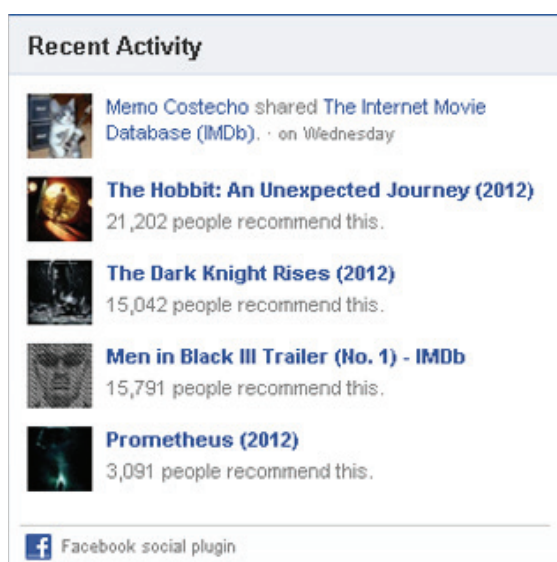 Recent Activity
Memo Costecho shared The Internet Movie
Database (IMDb). · on Wednesday
The Hobbit: An Unexpected Journey (2012)
21,202 people recommend this.
The Dark Knight Rises (2012)
15,042 people recommend this.
Men in Black III Trailer (No. 1) - IMDb
15,791 people recommend this.
Prometheus (2012)
3,091 people recommend this.
f Facebook social plugin